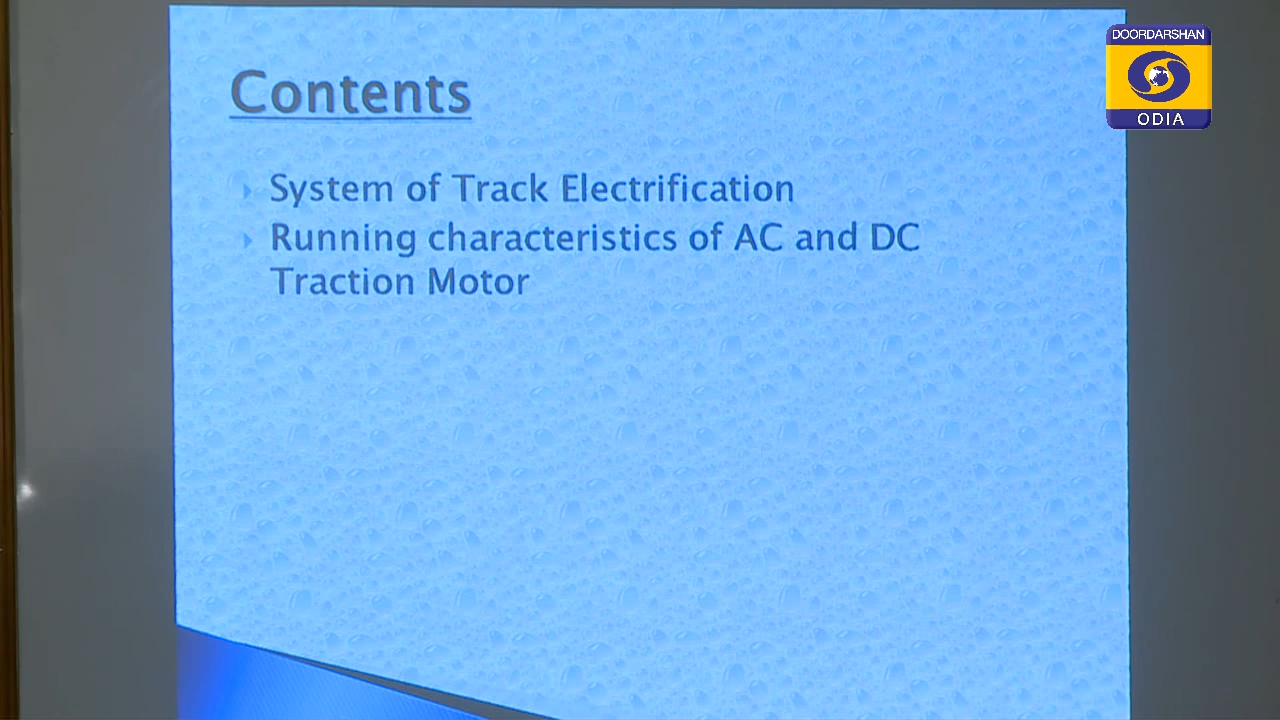 DOORDARSHAN
ODIA
Contents
System of Track Electrification
Running characteristics of AC and DC
Traction Motor